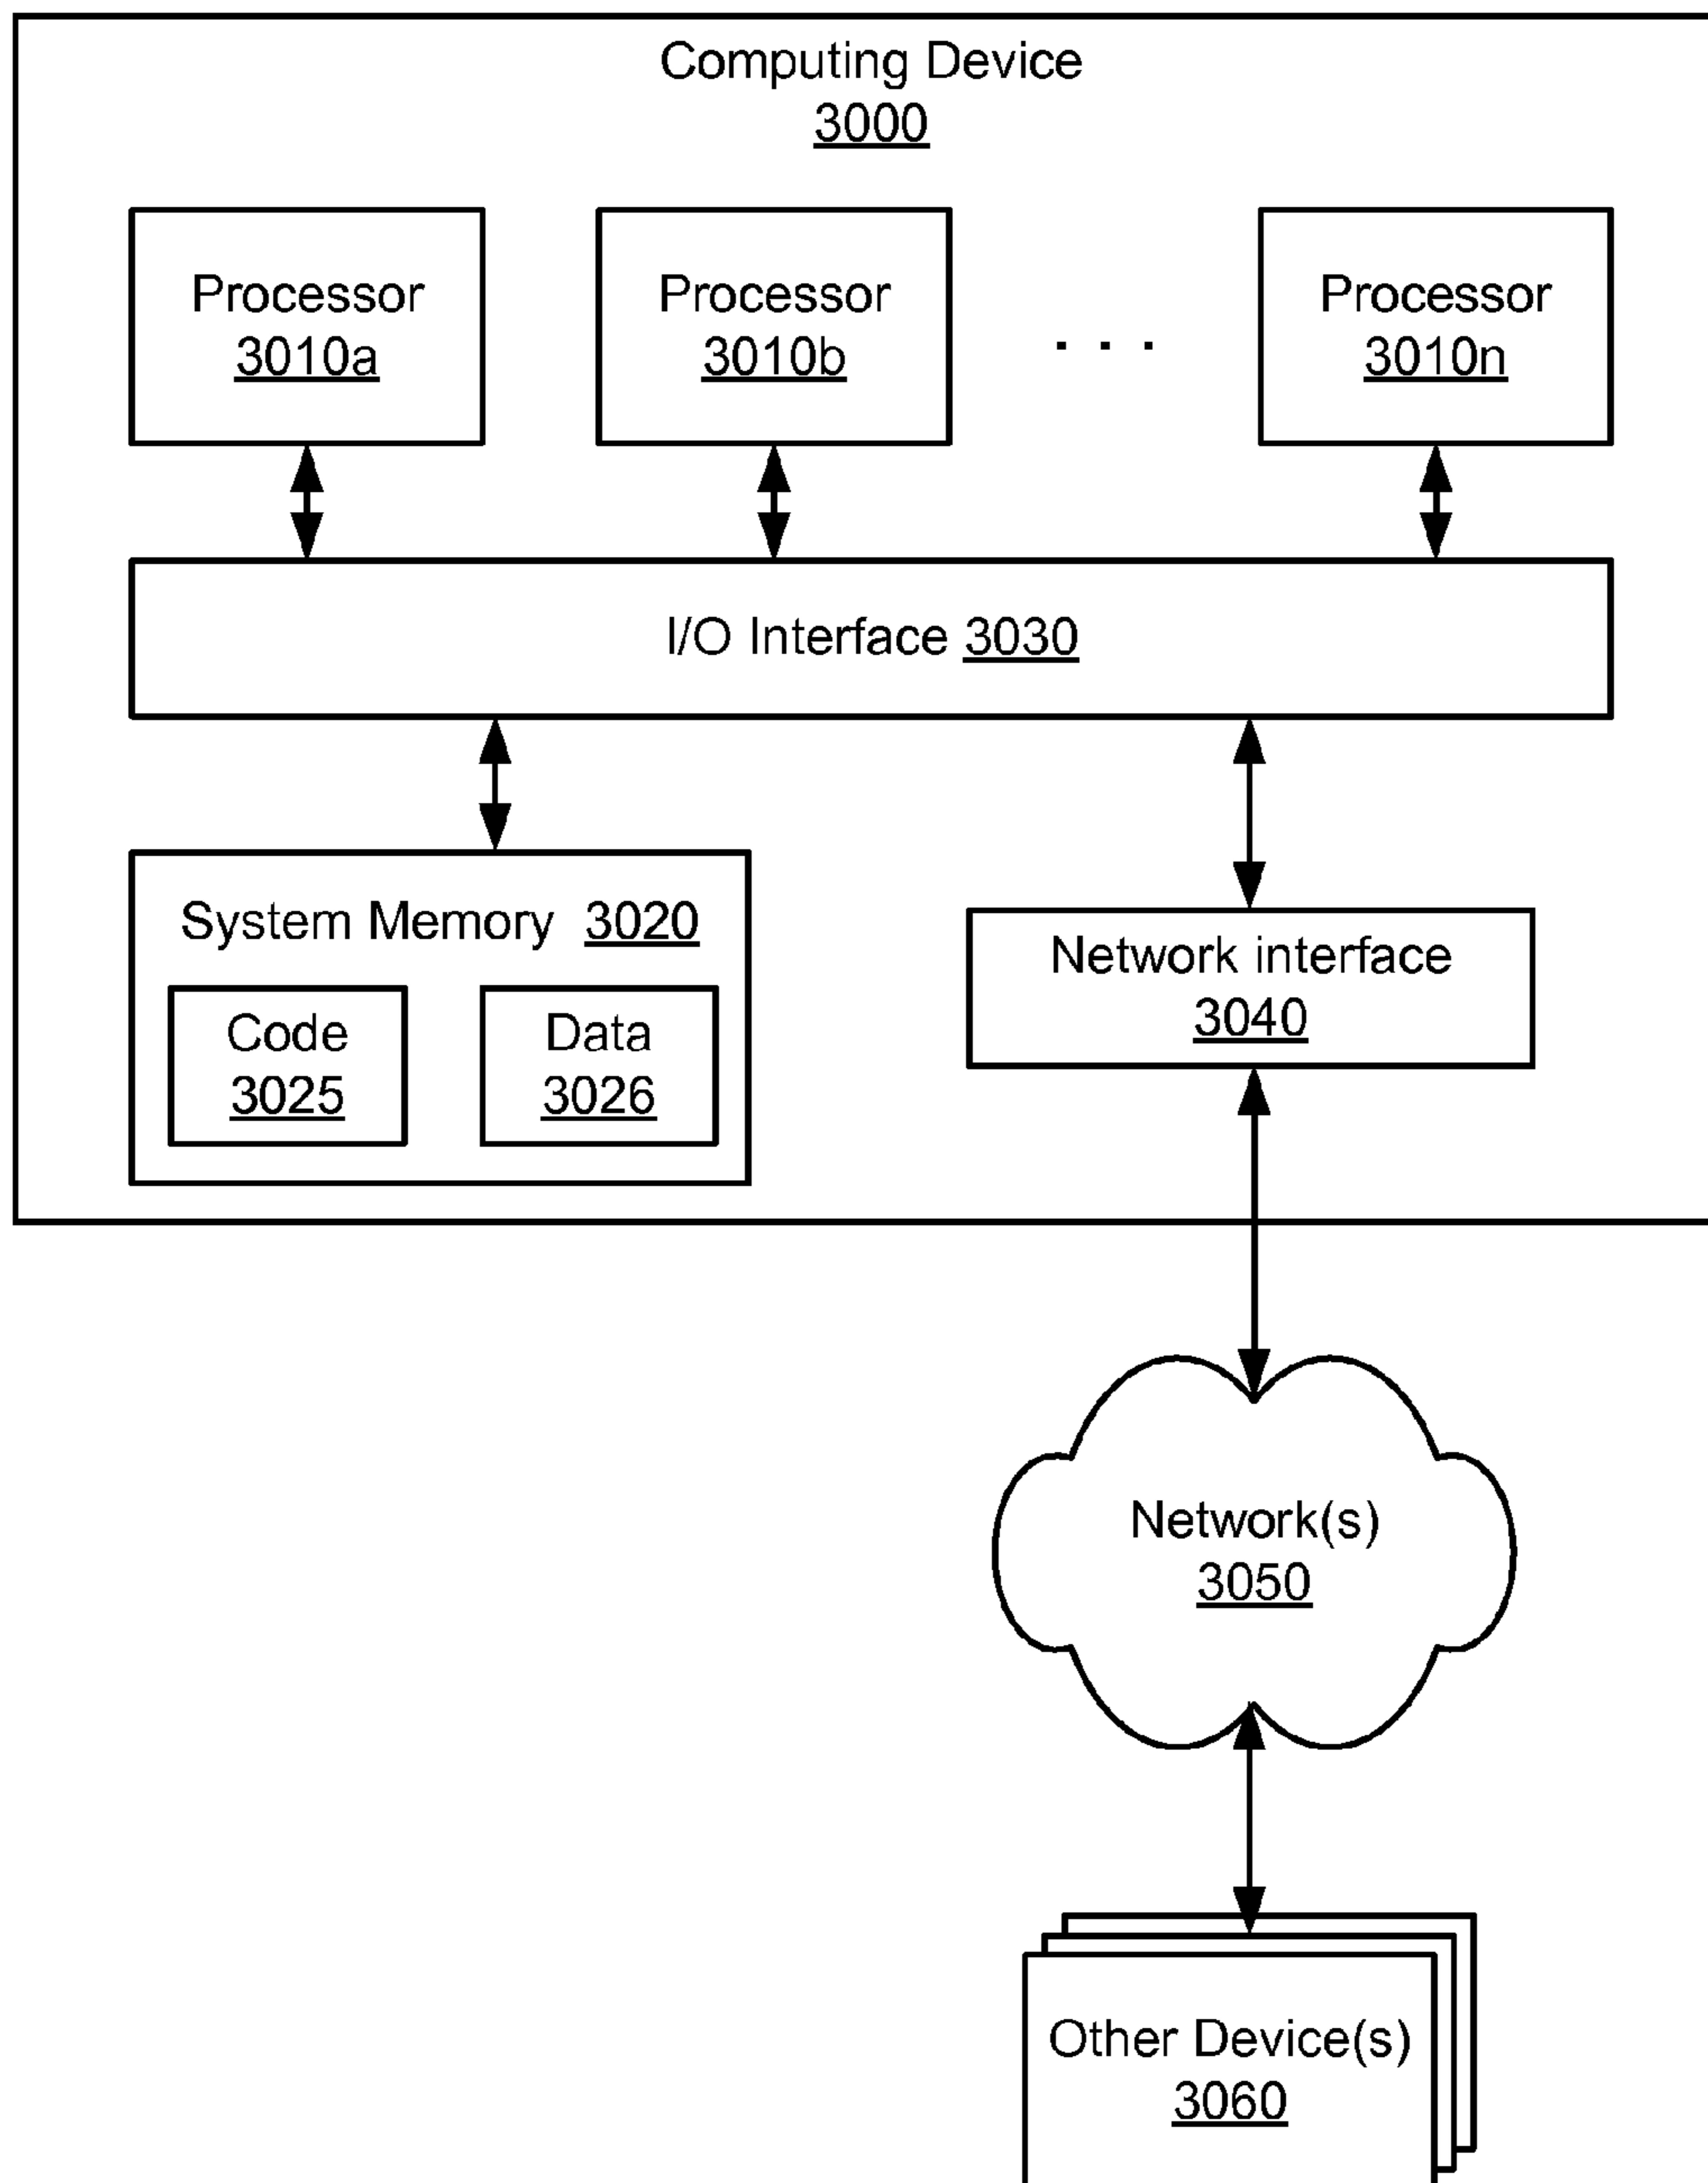 Computing Device
3000
Processor
3010a
Processor
3010b
. . .
Processor
3010n
I/O Interface 3030
System Memory 3020
Code
3025
Data
3026
Network interface
3040
Network(s)
3050
Other Device(s)
3060